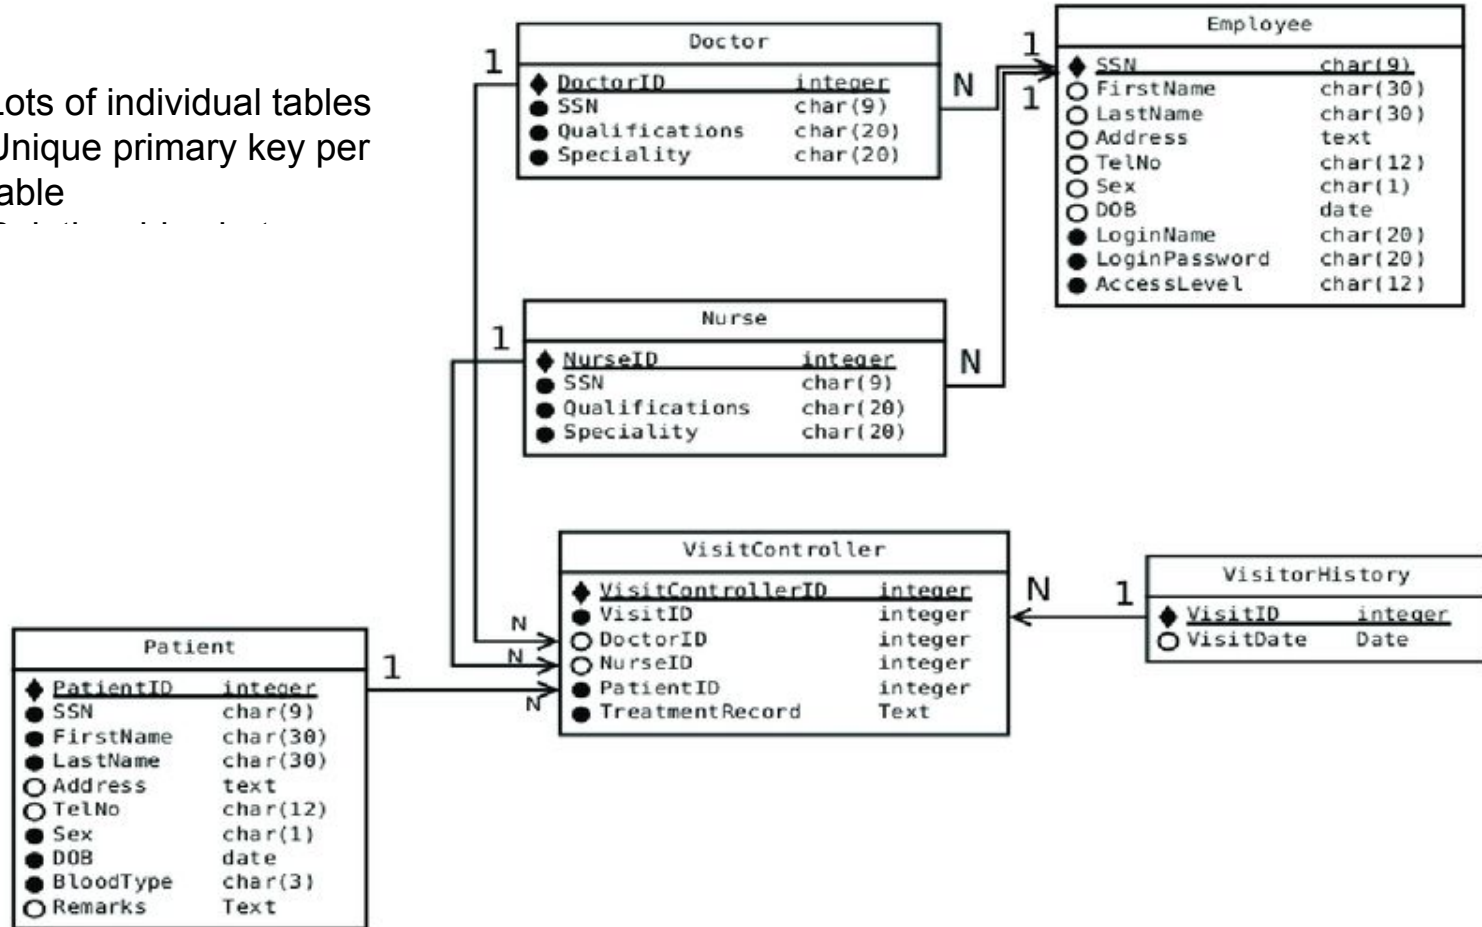 Lots of individual tables
Unique primary key per
table
Doctor
1
DoctorID integer
SSN char(9)
Qualifications char(20)
Speciality char(20)
N
1
1
Employee
SSN char(9)
FirstName char(30)
LastName char(30)
Address text
TelNo char(12)
Sex char(1)
DOB date
LoginName char(20)
LoginPassword char(20)
AccessLevel char(12)
Nurse
1
NurseID integer
SSN char(9)
Qualifications char(20)
Speciality char(20)
N
VisitController
VisitControllerID integer
VisitID integer
DoctorID integer
NurseID integer
PatientID integer
TreatmentRecord Text
N
N
N
N
1
VisitorHistory
VisitID integer
VisitDate Date
Patient
1
PatientID integer
SSN char(9)
FirstName char(30)
LastName char(30)
Address text
TelNo char(12)
Sex char(1)
DOB date
BloodType char(3)
Remarks Text